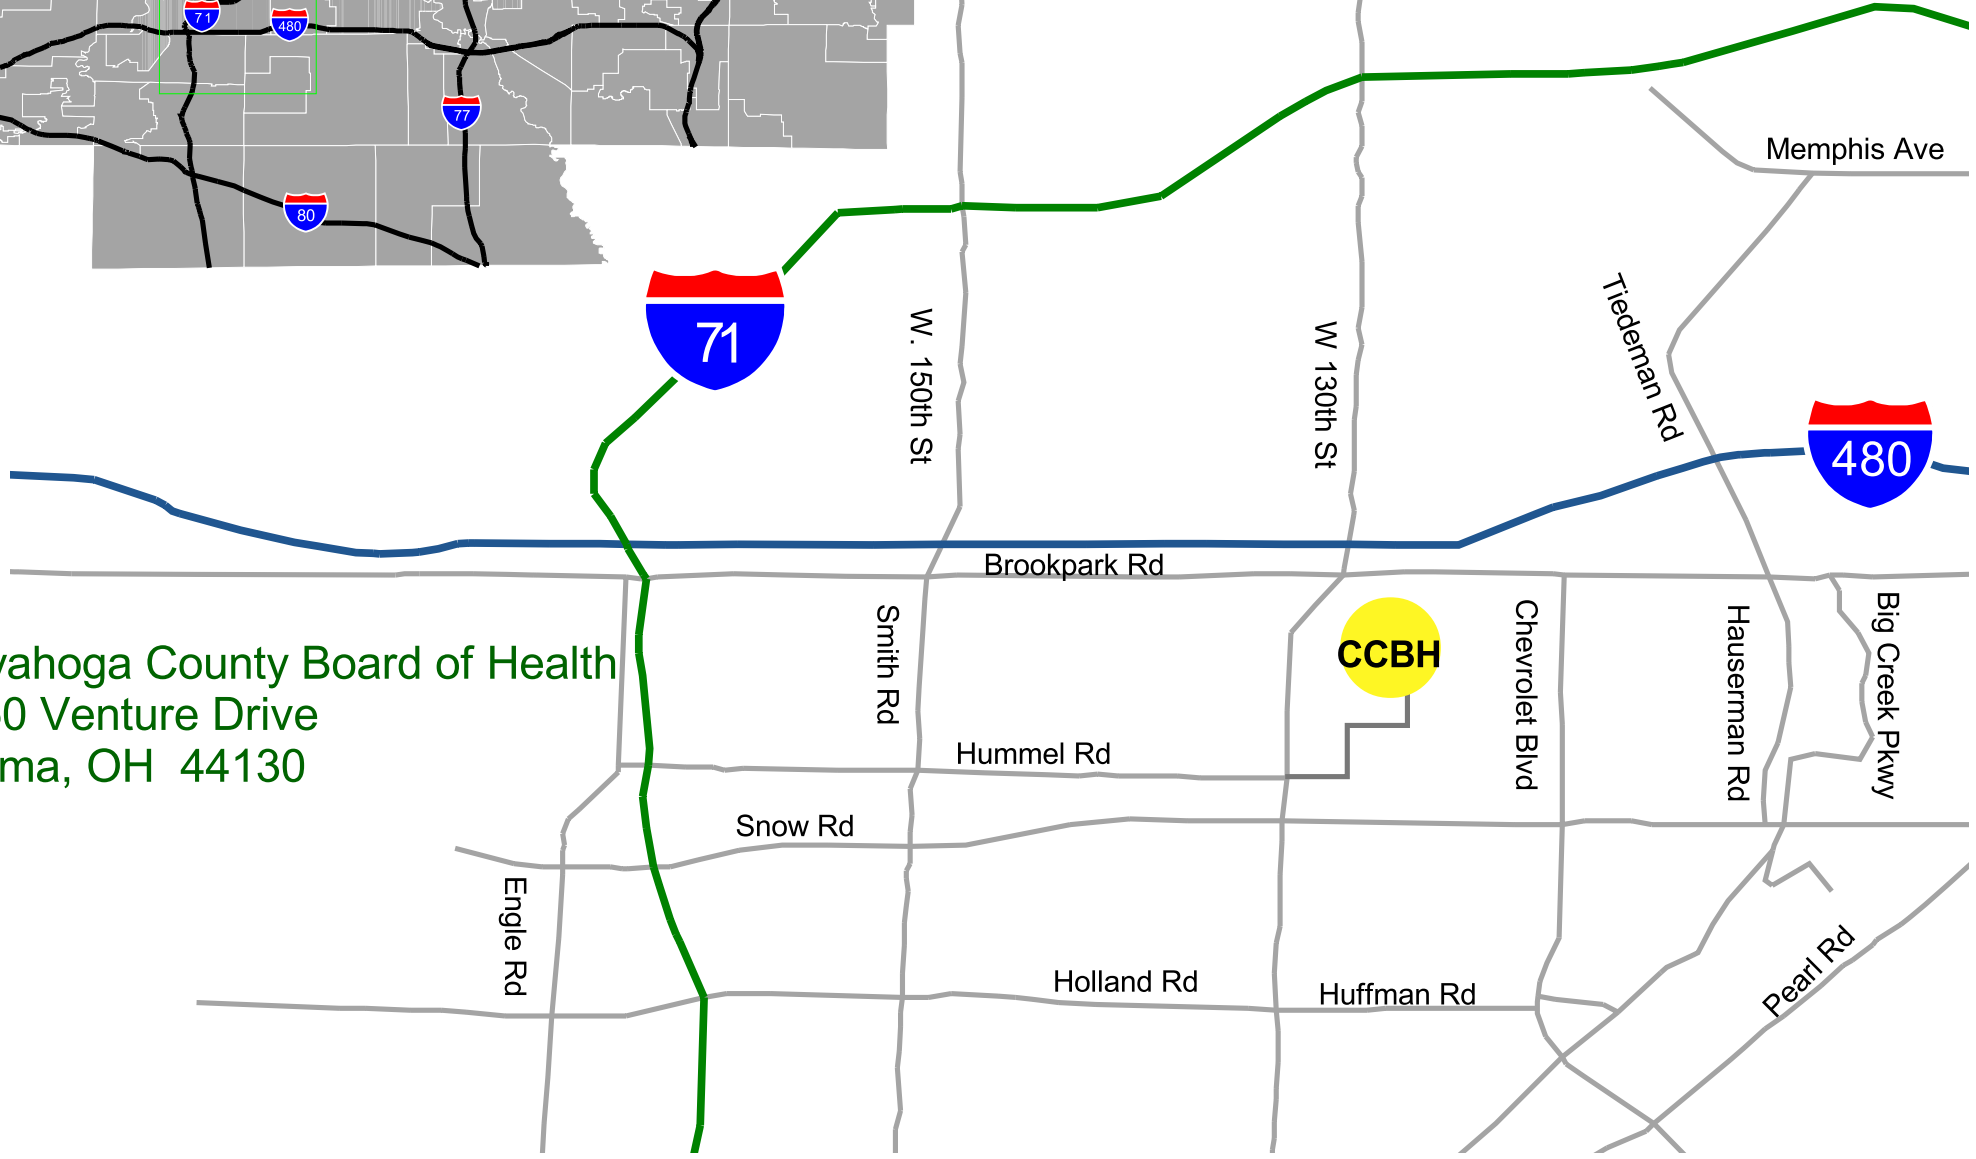 71
480
77
80
Memphis Ave
71
W. 150th St
W 130th St
Tiedeman Rd
480
Brookpark Rd
yahoga County Board of Health
0 Venture Drive
ma, OH 44130
Smith Rd
CCBH
Chevrolet Blvd
Hauserman Rd
Big Creek Pkwy
Hummel Rd
Snow Rd
Engle Rd
Holland Rd
Huffman Rd
Pearl Rd